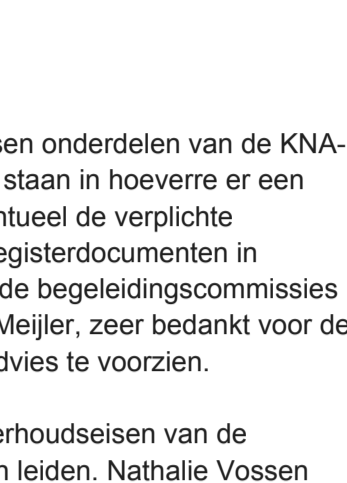 sen onderdelen van de KNA-
staan in hoeverre er een
ntueel de verplichte
egisterdocumenten in
de begeleidingscommissies
Meijler, zeer bedankt voor de
dvies te voorzien.
erhoudseisen van de
n leiden. Nathalie Vossen